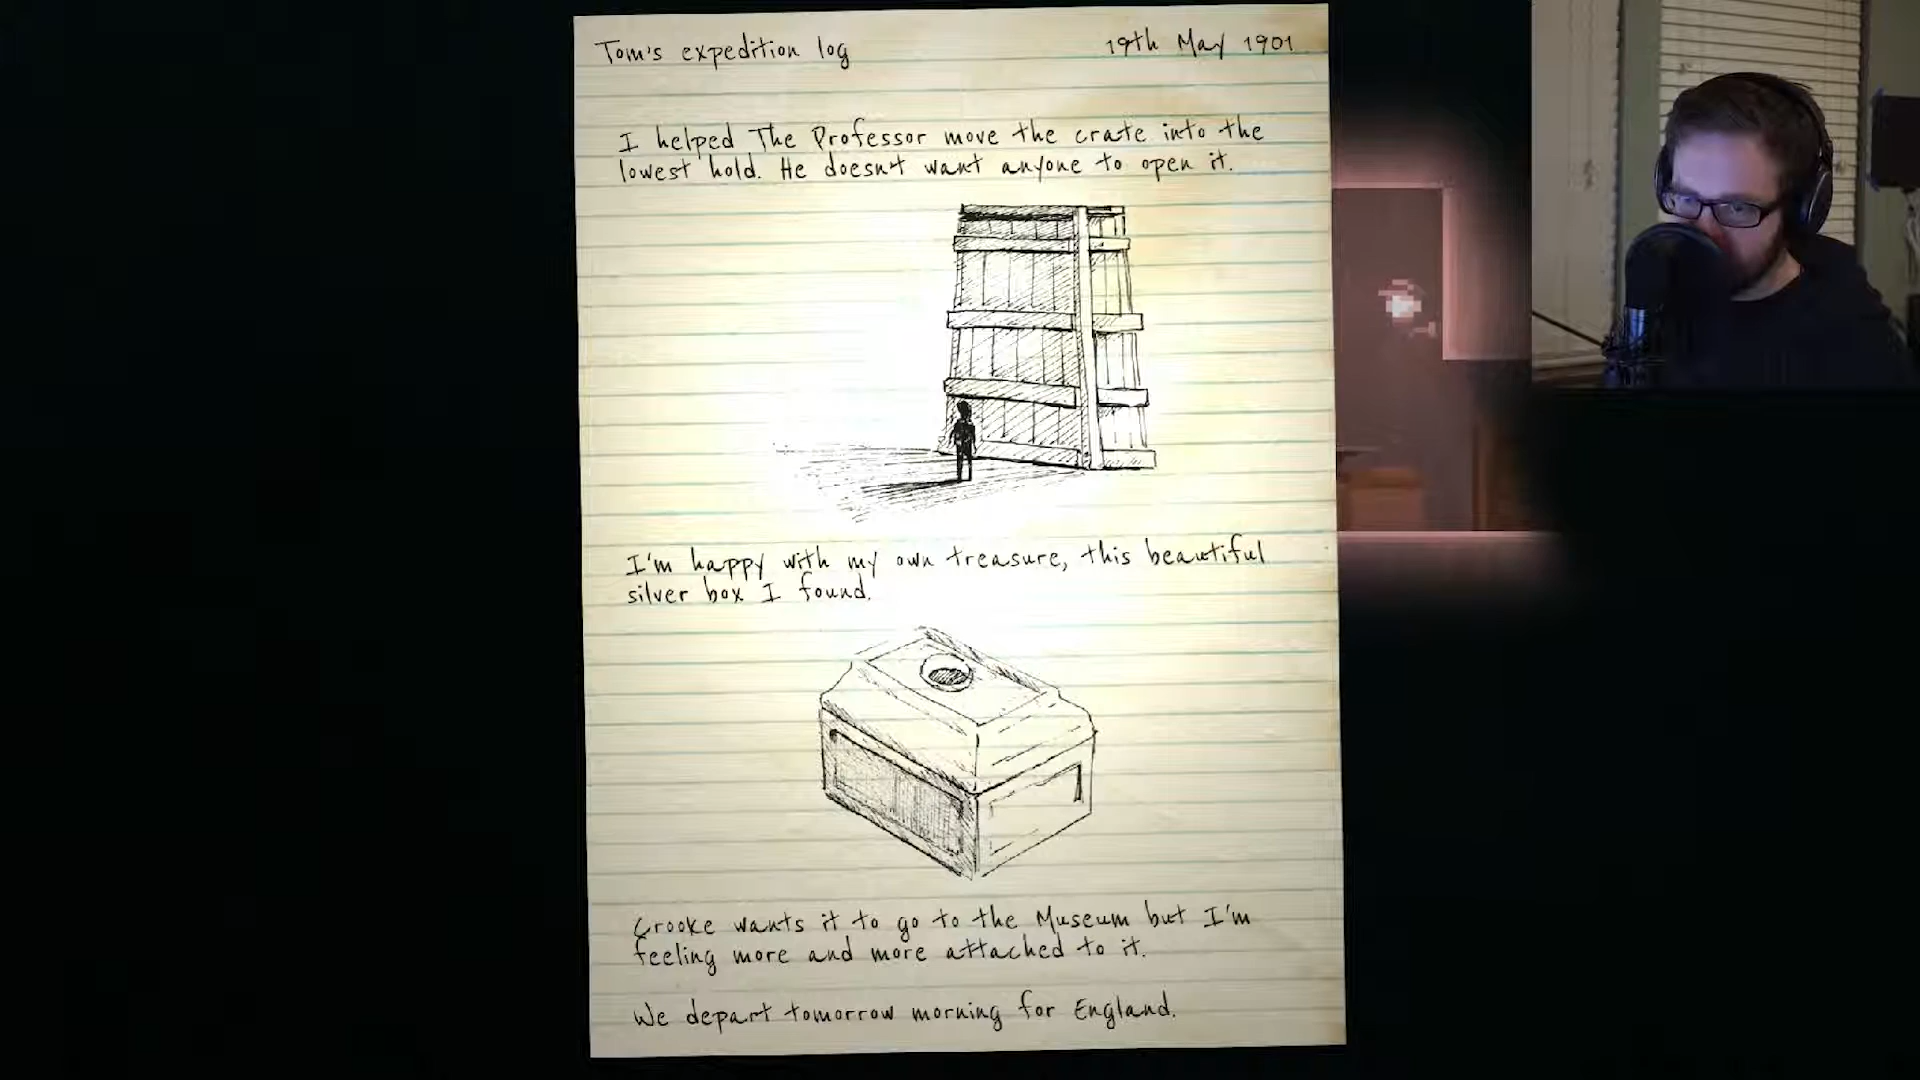 Tom's expedition log
19th May 1901
I helped The Professor move the crate into the
lowest hold. He doesn't want anyone to open it.
I'm happy with my own treasure, this beautiful
silver box I found.
Crooke wants it to go to the Museum but I'm
feeling more and more attached to it.
We depart tomorrow morning for England.